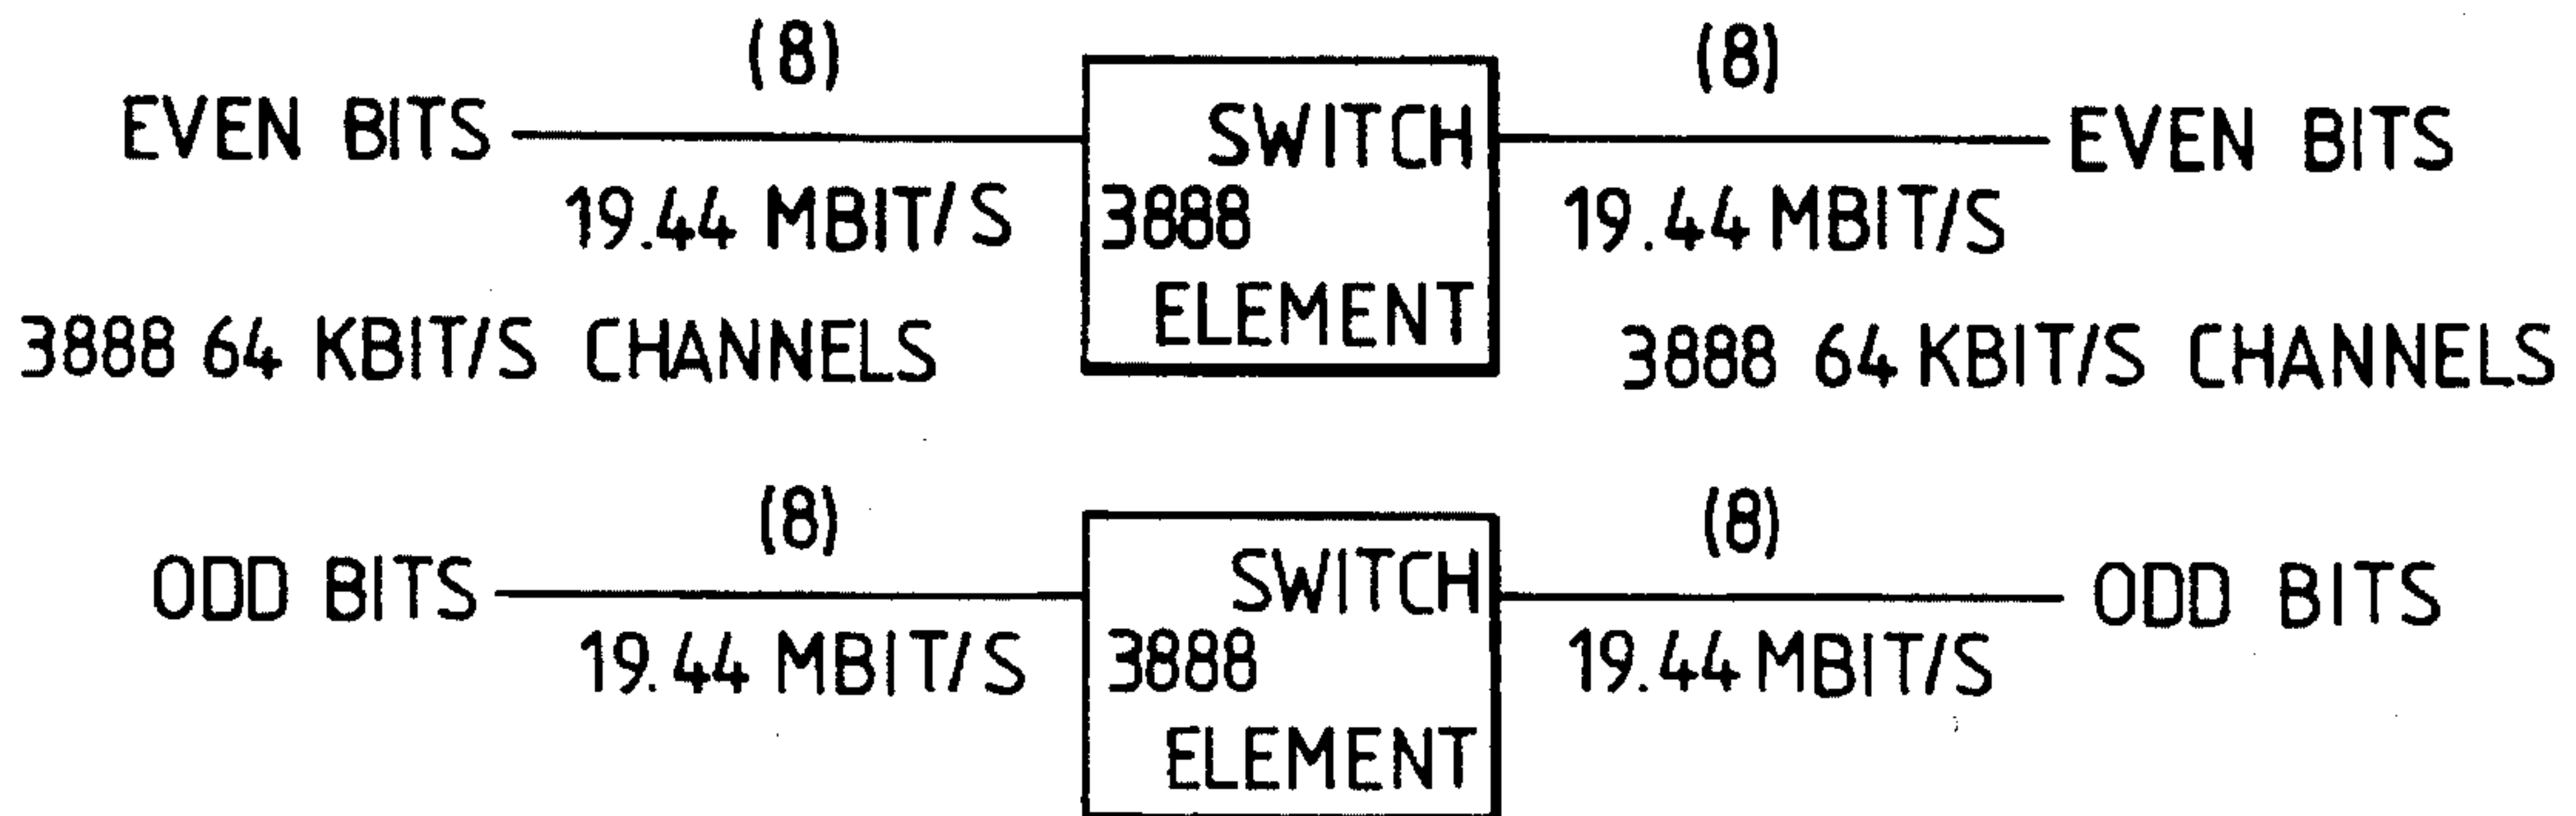 (8) (8)
EVEN BITS SWITCH EVEN BITS
19.44 MBIT/S 3888 19.44 MBIT/S
ELEMENT
3888 64 KBIT/S CHANNELS 3888 64 KBIT/S CHANNELS
(8) (8)
ODD BITS SWITCH ODD BITS
19.44 MBIT/S 3888 19.44 MBIT/S
ELEMENT